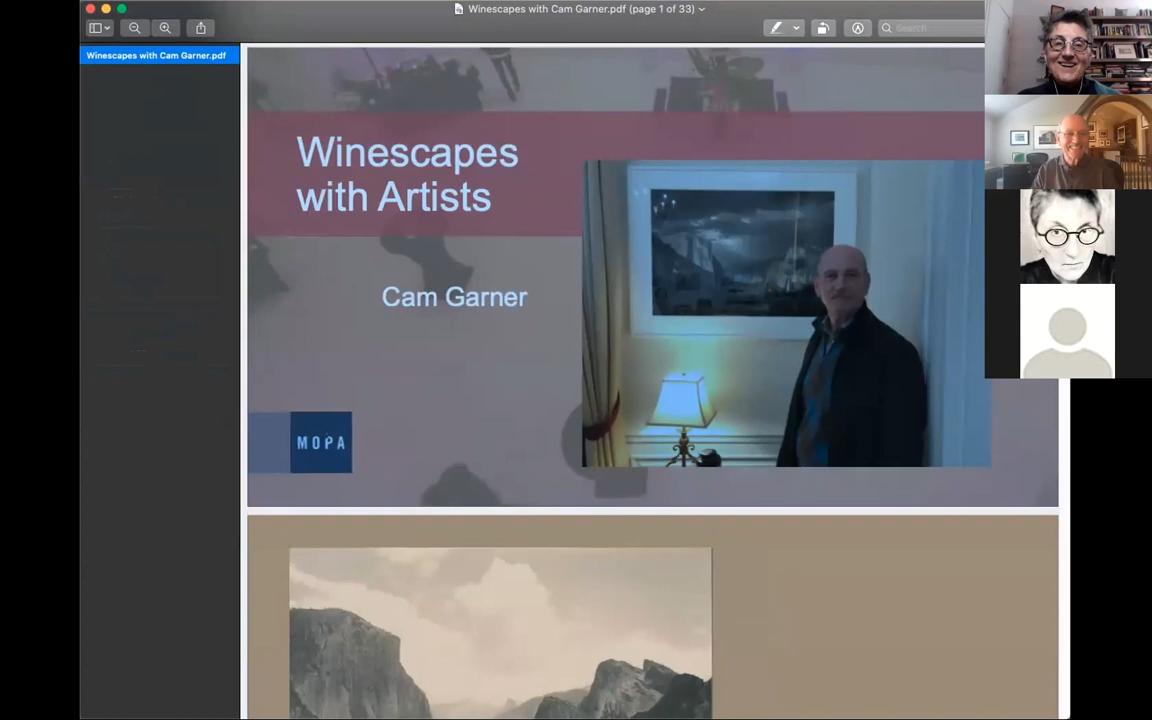 Winescapes with Cam Garner.pdf (page 1 of 33)
Search
Winescapes with Cam Garner.pdf
Winescapes
with Artists
Cam Garner
MOPA